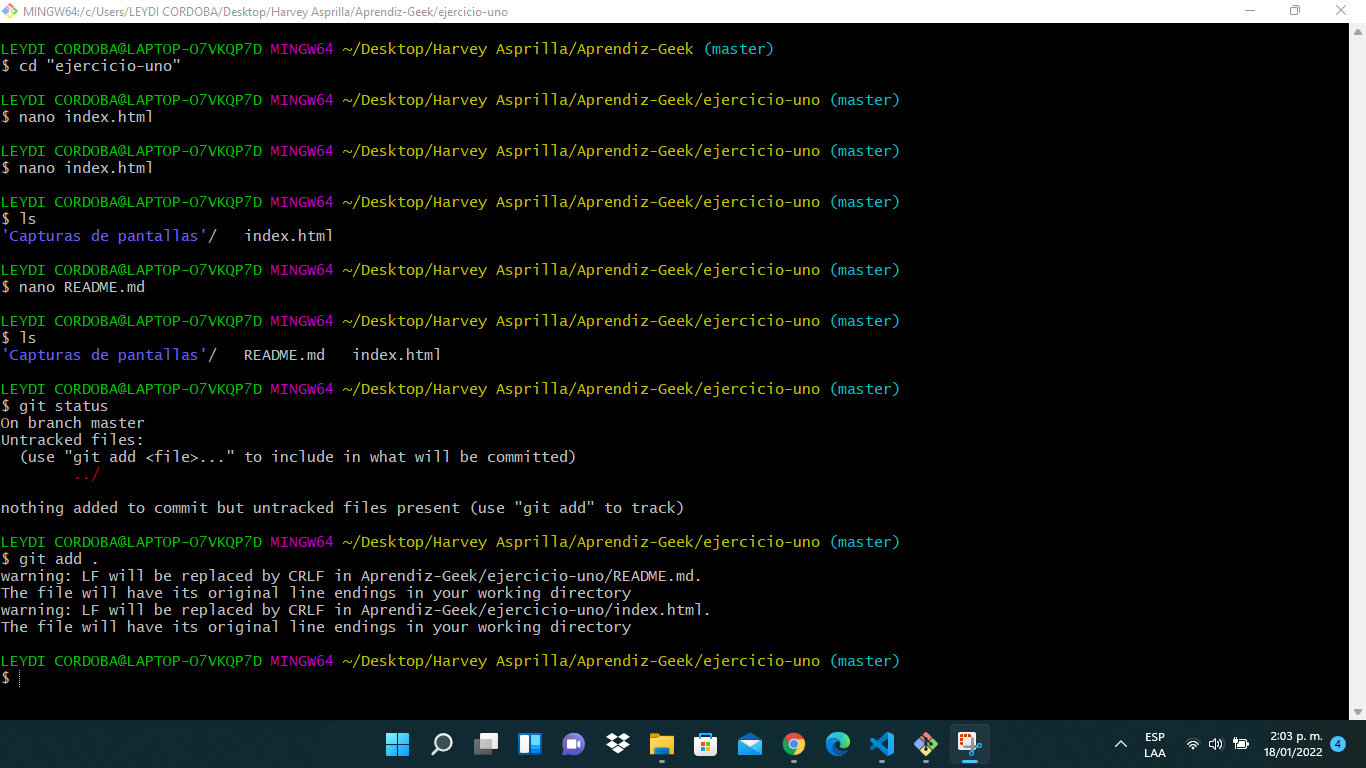 MINGW64:/c/Users/LEYDI CORDOBA/Desktop/Harvey Asprilla/Aprendiz-Geek/ejercicio-uno
LEYDI CORDOBA@LAPTOP-O7VKQP7D MINGW64 ~/Desktop/Harvey Asprilla/Aprendiz-Geek (master)
$ cd "ejercicio-uno"
LEYDI CORDOBA@LAPTOP-O7VKQP7D MINGW64 ~/Desktop/Harvey Asprilla/Aprendiz-Geek/ejercicio-uno (master)
$ nano index.html
LEYDI CORDOBA@LAPTOP-O7VKQP7D MINGW64 ~/Desktop/Harvey Asprilla/Aprendiz-Geek/ejercicio-uno (master)
$ nano index.html
LEYDI CORDOBA@LAPTOP-O7VKQP7D MINGW64 ~/Desktop/Harvey Asprilla/Aprendiz-Geek/ejercicio-uno (master)
$ ls
'Capturas de pantallas'/   index.html
LEYDI CORDOBA@LAPTOP-O7VKQP7D MINGW64 ~/Desktop/Harvey Asprilla/Aprendiz-Geek/ejercicio-uno (master)
$ nano README.md
LEYDI CORDOBA@LAPTOP-O7VKQP7D MINGW64 ~/Desktop/Harvey Asprilla/Aprendiz-Geek/ejercicio-uno (master)
$ ls
'Capturas de pantallas'/   README.md   index.html
LEYDI CORDOBA@LAPTOP-O7VKQP7D MINGW64 ~/Desktop/Harvey Asprilla/Aprendiz-Geek/ejercicio-uno (master)
$ git status
On branch master
Untracked files:
  (use "git add <file>..." to include in what will be committed)
        ../
nothing added to commit but untracked files present (use "git add" to track)
LEYDI CORDOBA@LAPTOP-O7VKQP7D MINGW64 ~/Desktop/Harvey Asprilla/Aprendiz-Geek/ejercicio-uno (master)
$ git add .
warning: LF will be replaced by CRLF in Aprendiz-Geek/ejercicio-uno/README.md.
The file will have its original line endings in your working directory
warning: LF will be replaced by CRLF in Aprendiz-Geek/ejercicio-uno/index.html.
The file will have its original line endings in your working directory
LEYDI CORDOBA@LAPTOP-O7VKQP7D MINGW64 ~/Desktop/Harvey Asprilla/Aprendiz-Geek/ejercicio-uno (master)
$
ESP
LAA
2:03 p. m.
18/01/2022
4